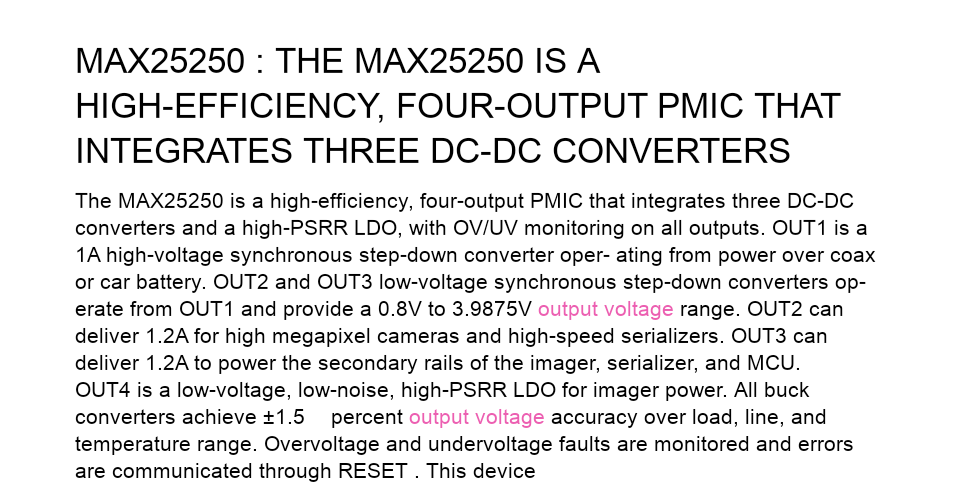 MAX25250 : THE MAX25250 IS A
HIGH-EFFICIENCY, FOUR-OUTPUT PMIC THAT
INTEGRATES THREE DC-DC CONVERTERS
The MAX25250 is a high-efficiency, four-output PMIC that integrates three DC-DC
converters and a high-PSRR LDO, with OV/UV monitoring on all outputs. OUT1 is a
1A high-voltage synchronous step-down converter oper- ating from power over coax
or car battery. OUT2 and OUT3 low-voltage synchronous step-down converters op-
erate from OUT1 and provide a 0.8V to 3.9875V output voltage range. OUT2 can
deliver 1.2A for high megapixel cameras and high-speed serializers. OUT3 can
deliver 1.2A to power the secondary rails of the imager, serializer, and MCU.
OUT4 is a low-voltage, low-noise, high-PSRR LDO for imager power. All buck
converters achieve ±1.5 percent output voltage accuracy over load, line, and
temperature range. Overvoltage and undervoltage faults are monitored and errors
are communicated through RESET . This device